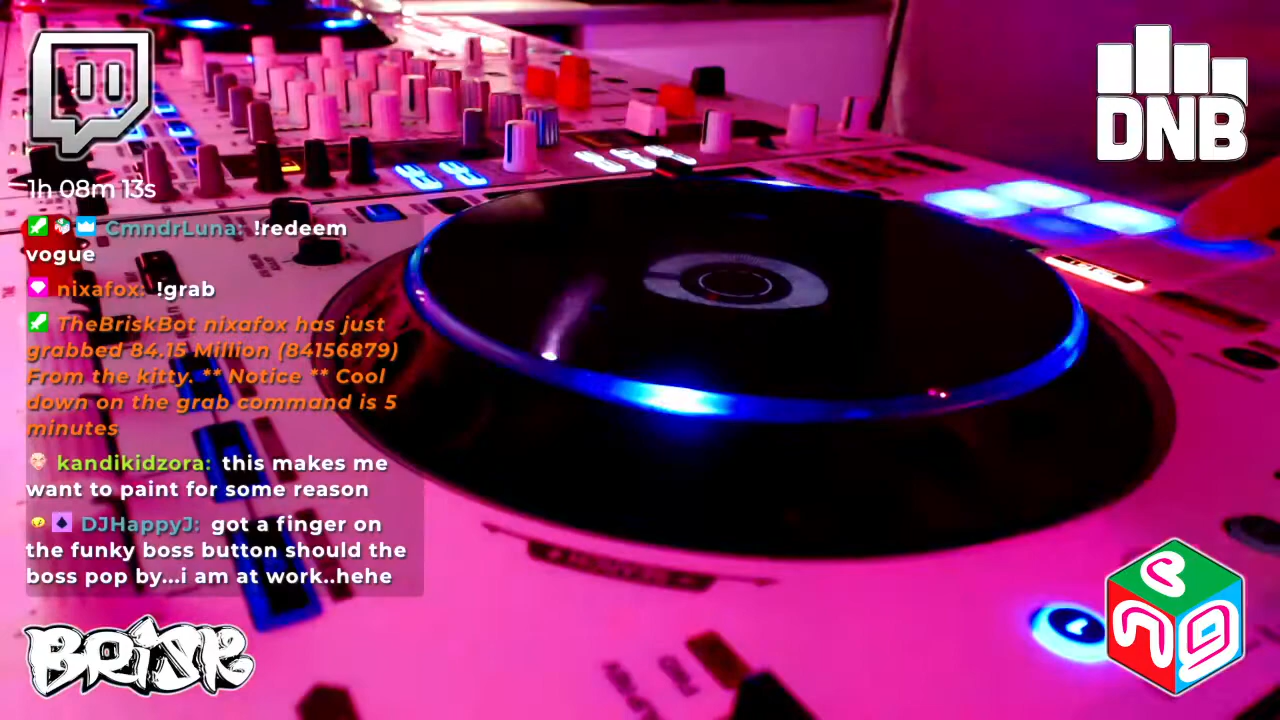 DNB
1h 08m 13s
CmndrLuna: !redeem
vogue
nixafox: !grab
TheBriskBot nixafox has just
grabbed 84.15 Million (84156879)
From the kitty. ** Notice ** Cool
down on the grab command is 5
minutes
kandikidzora: this makes me
want to paint for some reason
DJHappyJ: got a finger on
the funky boss button should the
boss pop by...i am at work..hehe
BRISK